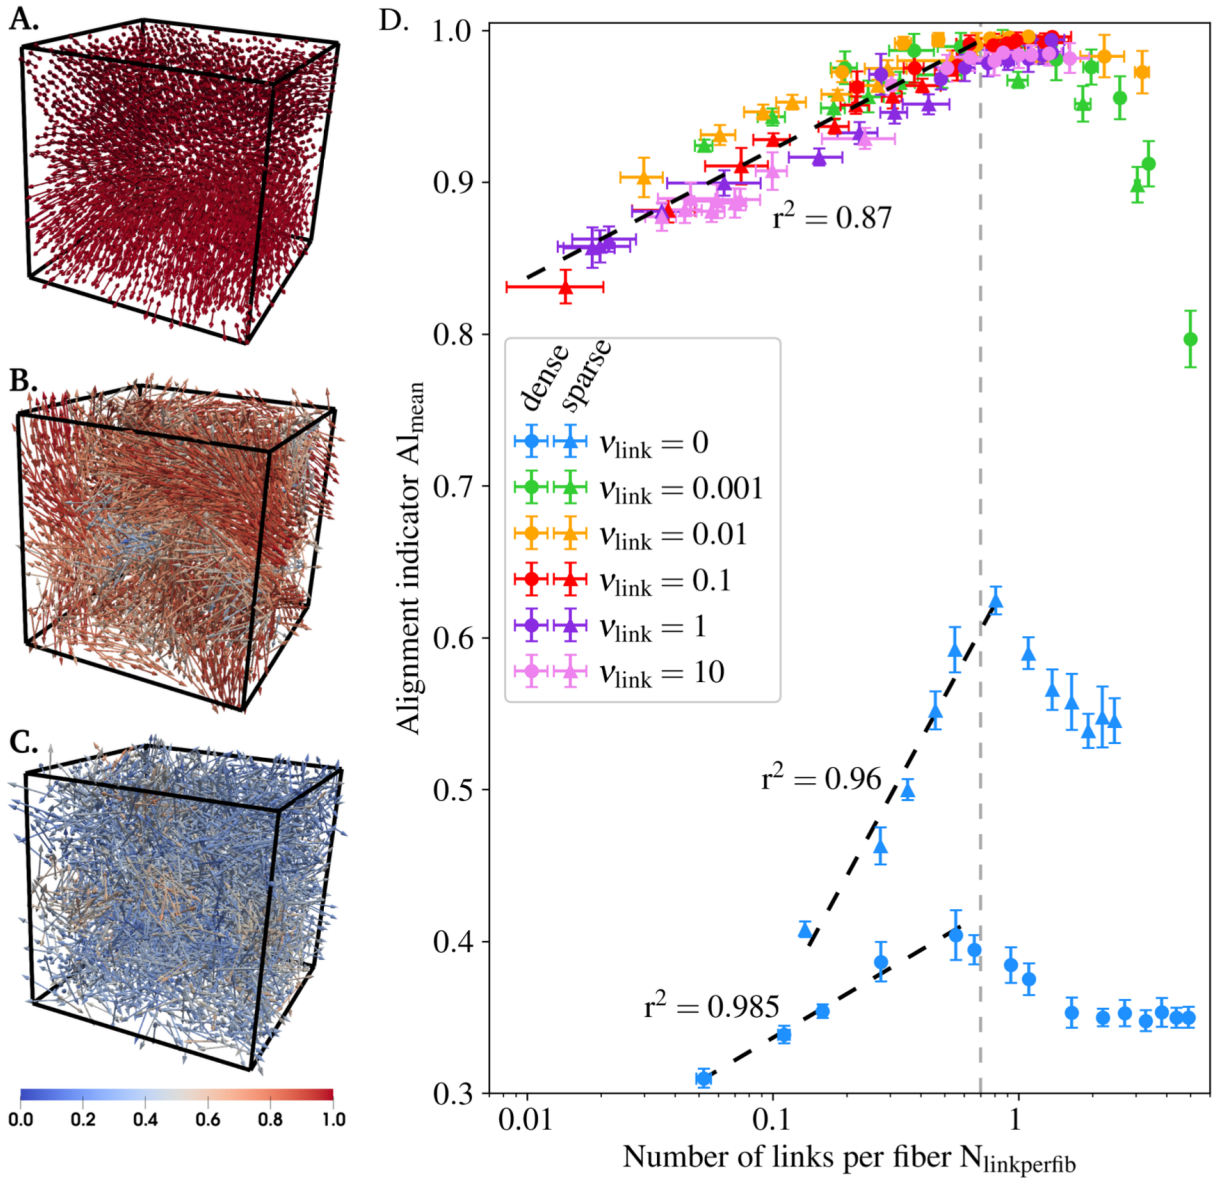 A.
B.
C.
0.0 0.2 0.4 0.6 0.8 1.0
D.
Alignment indicator Al_mean
1.0
0.9
0.8
0.7
0.6
0.5
0.4
0.3
r² = 0.87
dense sparse
ν_link = 0
ν_link = 0.001
ν_link = 0.01
ν_link = 0.1
ν_link = 1
ν_link = 10
r² = 0.96
r² = 0.985
0.01 0.1 1
Number of links per fiber N_linkperfib